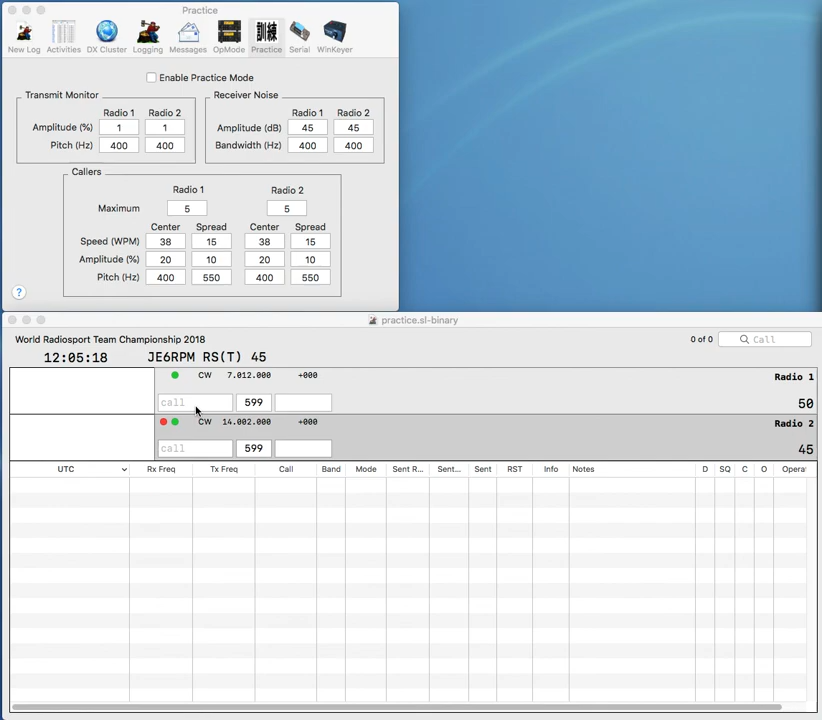 Practice
New Log Activities DX Cluster Logging Messages OpMode 訓練 Practice Serial WinKeyer
Enable Practice Mode
Transmit Monitor
Radio 1 Radio 2
Amplitude (%) 1 1
Pitch (Hz) 400 400
Receiver Noise
Radio 1 Radio 2
Amplitude (dB) 45 45
Bandwidth (Hz) 400 400
Callers
Radio 1 Radio 2
Maximum 5 5
Center Spread Center Spread
Speed (WPM) 38 15 38 15
Amplitude (%) 20 10 20 10
Pitch (Hz) 400 550 400 550
?
practice.sl-binary
World Radiosport Team Championship 2018
0 of 0 Call
12:05:18 JE6RPM RS(T) 45
CW 7.012.000 +000 Radio 1
call 599 50
CW 14.002.000 +000 Radio 2
call 599 45
UTC Rx Freq Tx Freq Call Band Mode Sent R... Sent... Sent RST Info Notes D SQ C O Opera